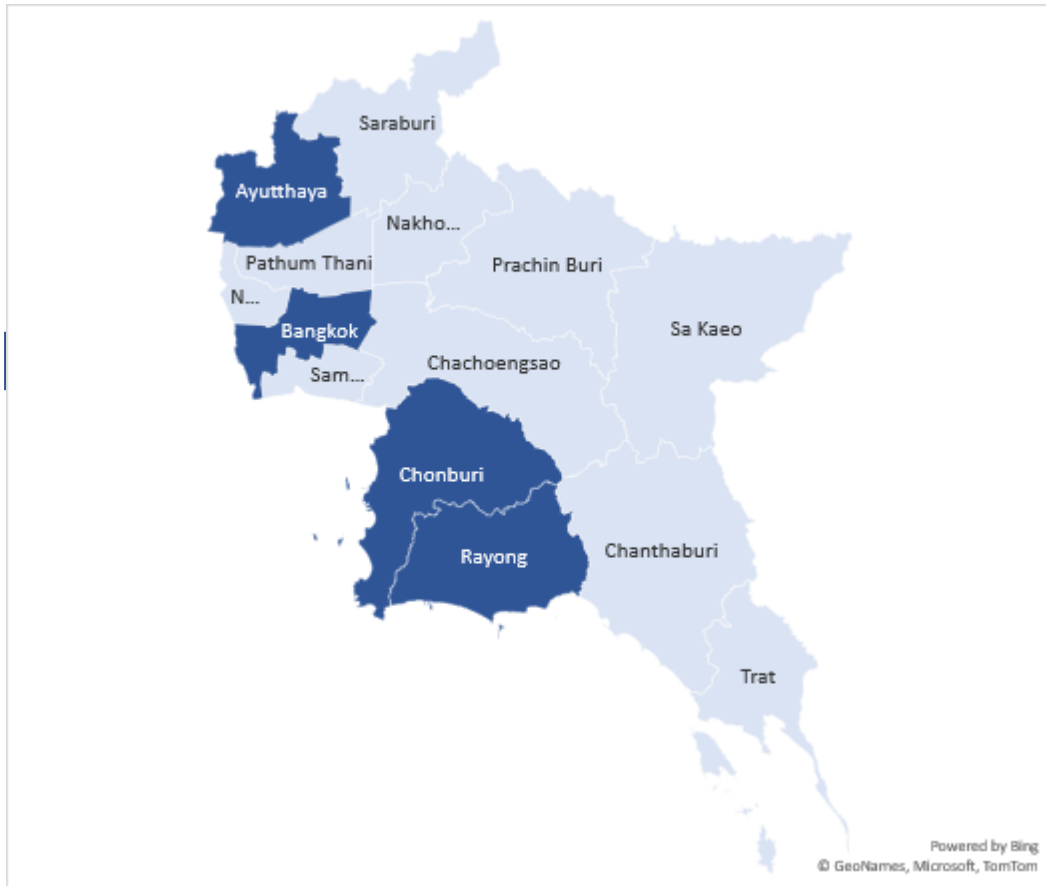 Saraburi
Ayutthaya
Nakho...
Pathum Thani
Prachin Buri
N...
Bangkok
Sa Kaeo
Chachoengsao
Sam...
Chonburi
Chanthaburi
Rayong
Trat
Powered by Bing
© GeoNames, Microsoft, TomTom